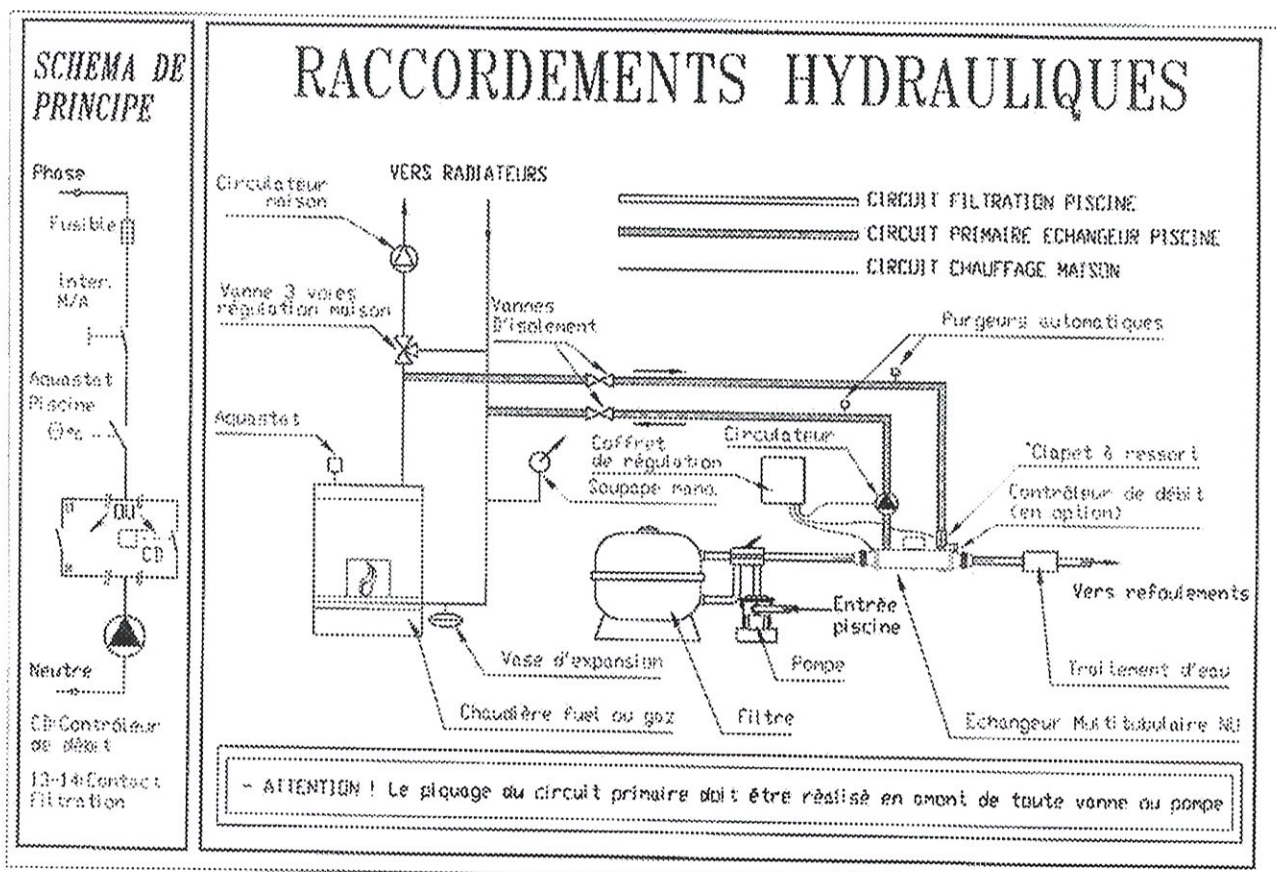 SCHEMA DE
PRINCIPE
Phase
Fusible
Inter.
M/A
Aquastat
Piscine
OU
CD
Neutre
CD:Contrôleur
de débit
13-14:Contact
Filtration
RACCORDEMENTS HYDRAULIQUES
VERS RADIATEURS
Circulateur
maison
Vanne 3 voies
régulation maison
CIRCUIT FILTRATION PISCINE
CIRCUIT PRIMAIRE ECHANGEUR PISCINE
CIRCUIT CHAUFFAGE MAISON
Vannes
D'isolement
Purgeurs automatiques
Aquastat
Coffret
de régulation
Soupape mano.
Circulateur
Clapet à ressort
Contrôleur de débit
(en option)
Vers refoulements
Entrée
piscine
Vase d'expansion
Pompe
Traitement d'eau
Chaudière fuel ou gaz
Filtre
Echangeur Multitubulaire
- ATTENTION ! Le piquage du circuit primaire doit être réalisé en amont de toute vanne ou pompe